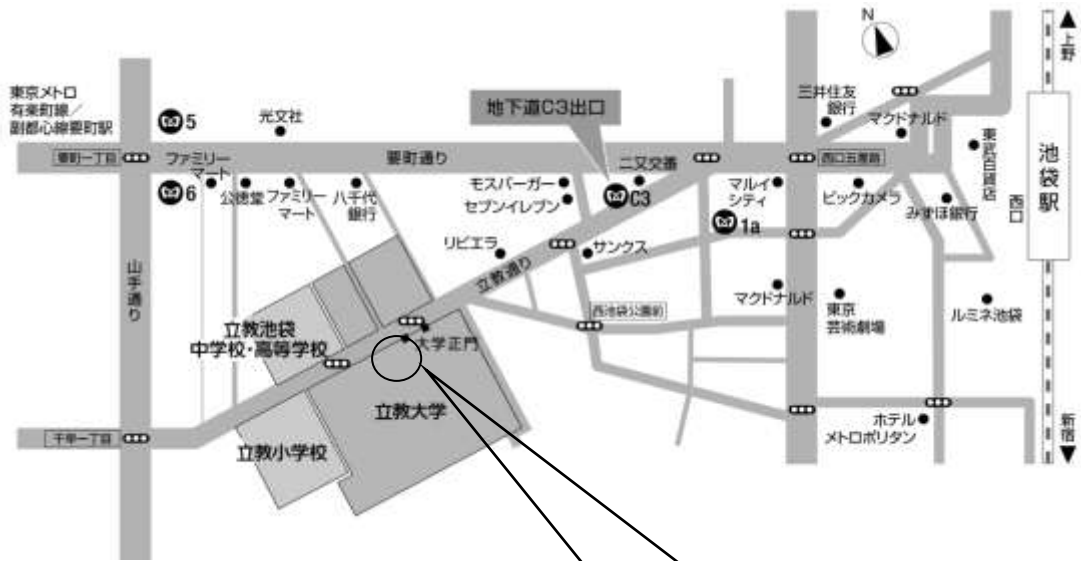 N
上野
東京メトロ
有楽町線／
副都心線要町駅
5
光文社
地下道C3出口
三井住友
銀行
マクドナルド
東武百貨店
池袋駅
西口
要町一丁目
ファミリー
マート
要町通り
二又交番
西口五差路
6
公徳堂
ファミリー
マート
八千代
銀行
モスバーガー
セブンイレブン
C3
マルイ
シティ
1a
ビックカメラ
みずほ銀行
山手通り
リビエラ
立教通り
サンクス
マクドナルド
東京
芸術劇場
ルミネ池袋
西池袋公園前
立教池袋
中学校・高等学校
大学正門
立教大学
千早一丁目
立教小学校
ホテル
メトロポリタン
新宿